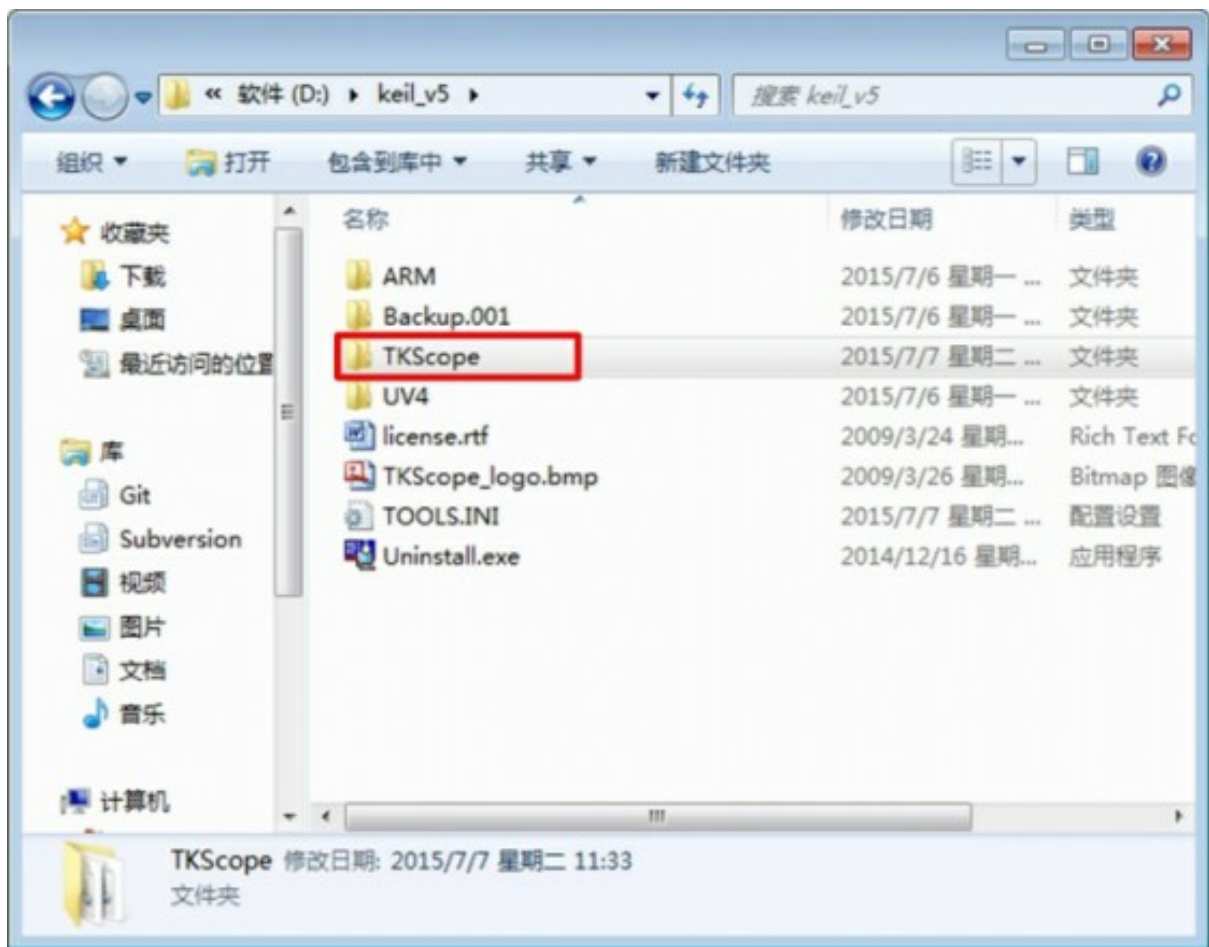 « 软件 (D:) ▸ keil_v5 ▸ 搜索 keil_v5
组织 打开 包含到库中 共享 新建文件夹
收藏夹
下载
桌面
最近访问的位置
库
Git
Subversion
视频
图片
文档
音乐
计算机
名称 修改日期 类型
ARM 2015/7/6 星期一 ... 文件夹
Backup.001 2015/7/6 星期一 ... 文件夹
TKScope 2015/7/7 星期二 ... 文件夹
UV4 2015/7/6 星期一 ... 文件夹
license.rtf 2009/3/24 星期... Rich Text Fo
TKScope_logo.bmp 2009/3/26 星期... Bitmap 图像
TOOLS.INI 2015/7/7 星期二 ... 配置设置
Uninstall.exe 2014/12/16 星期... 应用程序
TKScope 修改日期: 2015/7/7 星期二 11:33
文件夹